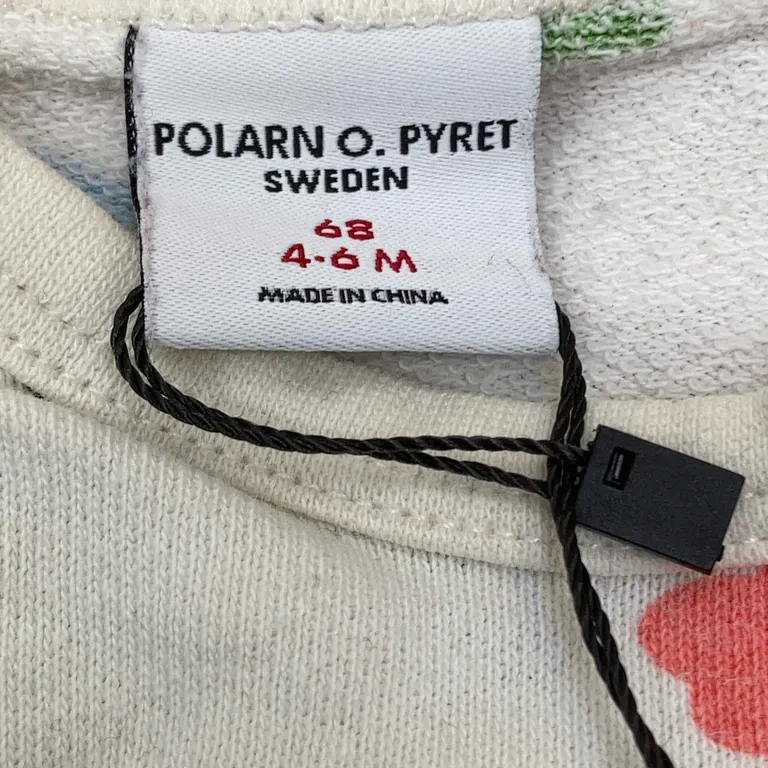 POLARN O. PYRET
SWEDEN
68
4-6 M
MADE IN CHINA